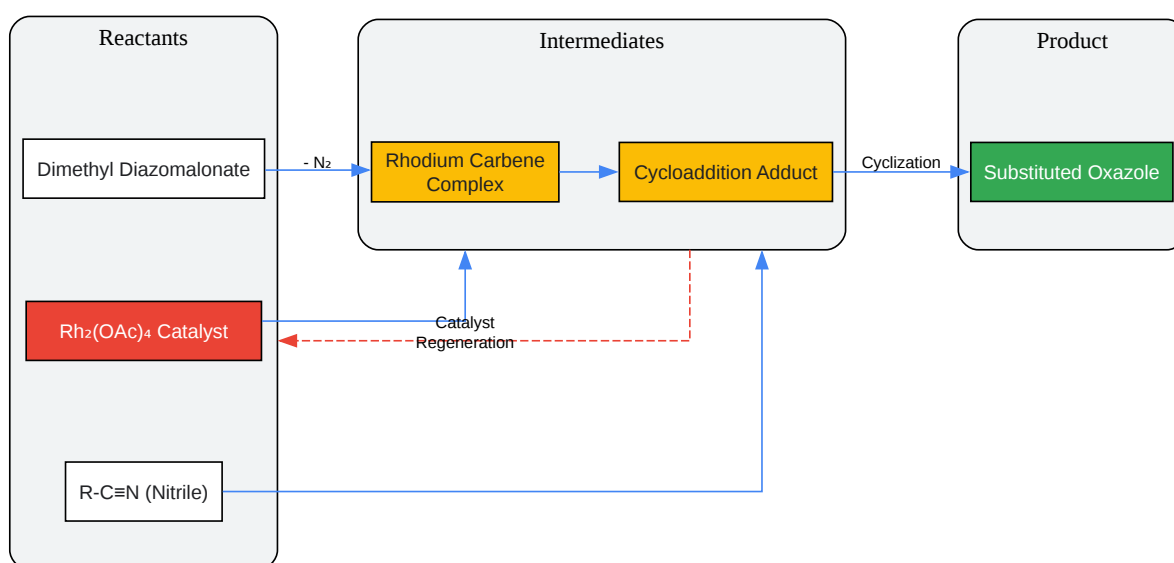 Reactants
Intermediates
Product
Dimethyl Diazomalonate
- N₂
Rhodium Carbene
Complex
Cycloaddition Adduct
Cyclization
Substituted Oxazole
Rh₂(OAc)₄ Catalyst
Catalyst
Regeneration
R-C≡N (Nitrile)